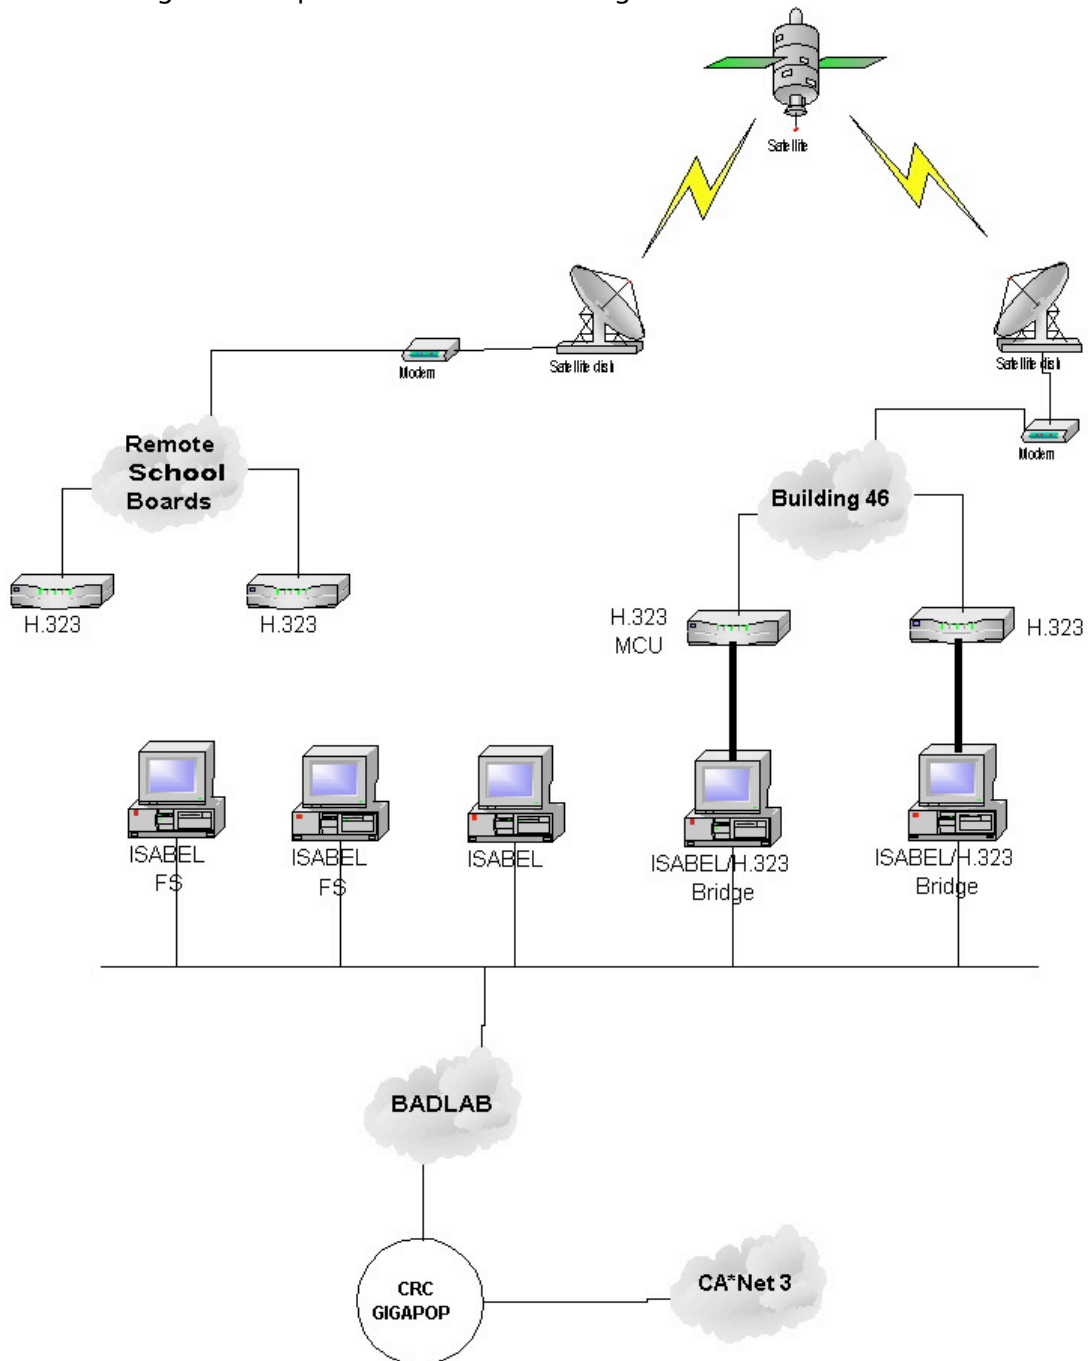 Satellite
Satellite dish
Satellite dish
Modem
Modem
Remote
School
Boards
Building 46
H.323
H.323
H.323
MCU
H.323
ISABEL
FS
ISABEL
FS
ISABEL
ISABEL/H.323
Bridge
ISABEL/H.323
Bridge
BADLAB
CRC
GIGAPOP
CA*Net 3